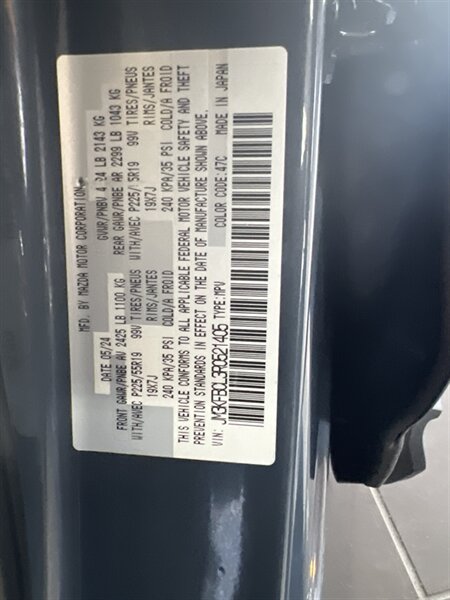 MFD. BY MAZDA MOTOR CORPORATION
DATE 05/24 GVWR/PNBV LB 2143 KG
FRONT GAWR/PNBE AV 2425 LB 1100 KG REAR GAWR/PNBE AR 2299 LB 1043 KG
WITH/AVEC P225/55R19 99V TIRES/PNEUS WITH/AVEC P225/ 5R19 99V TIRES/PNEUS
19X7J RIMS/JANTES 19X7J RIMS/JANTES
240 KPA/35 PSI COLD/A FROID 240 KPA/35 PSI COLD/A FROID
THIS VEHICLE CONFORMS TO ALL APPLICABLE FEDERAL MOTOR VEHICLE SAFETY AND THEFT
PREVENTION STANDARDS IN EFFECT ON THE DATE OF MANUFACTURE SHOWN ABOVE.
VIN: TYPE:MPV COLOR CODE:47C MADE IN JAPAN